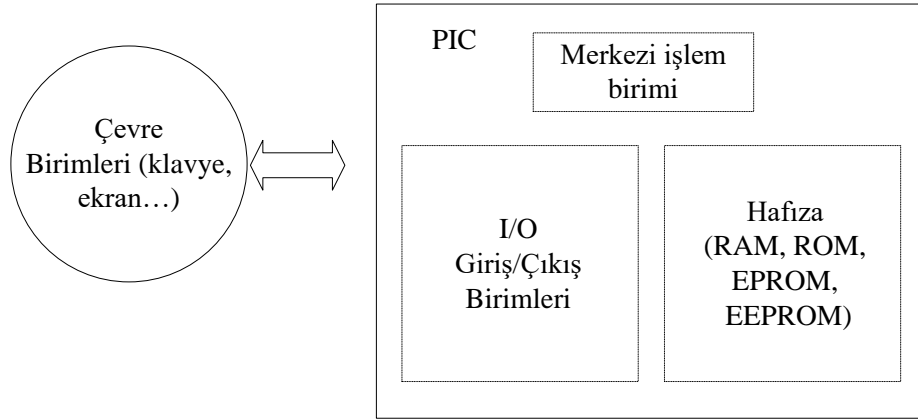 Çevre
Birimleri (klavye,
ekran…)
PIC
Merkezi işlem
birimi
I/O
Giriş/Çıkış
Birimleri
Hafıza
(RAM, ROM,
EPROM,
EEPROM)